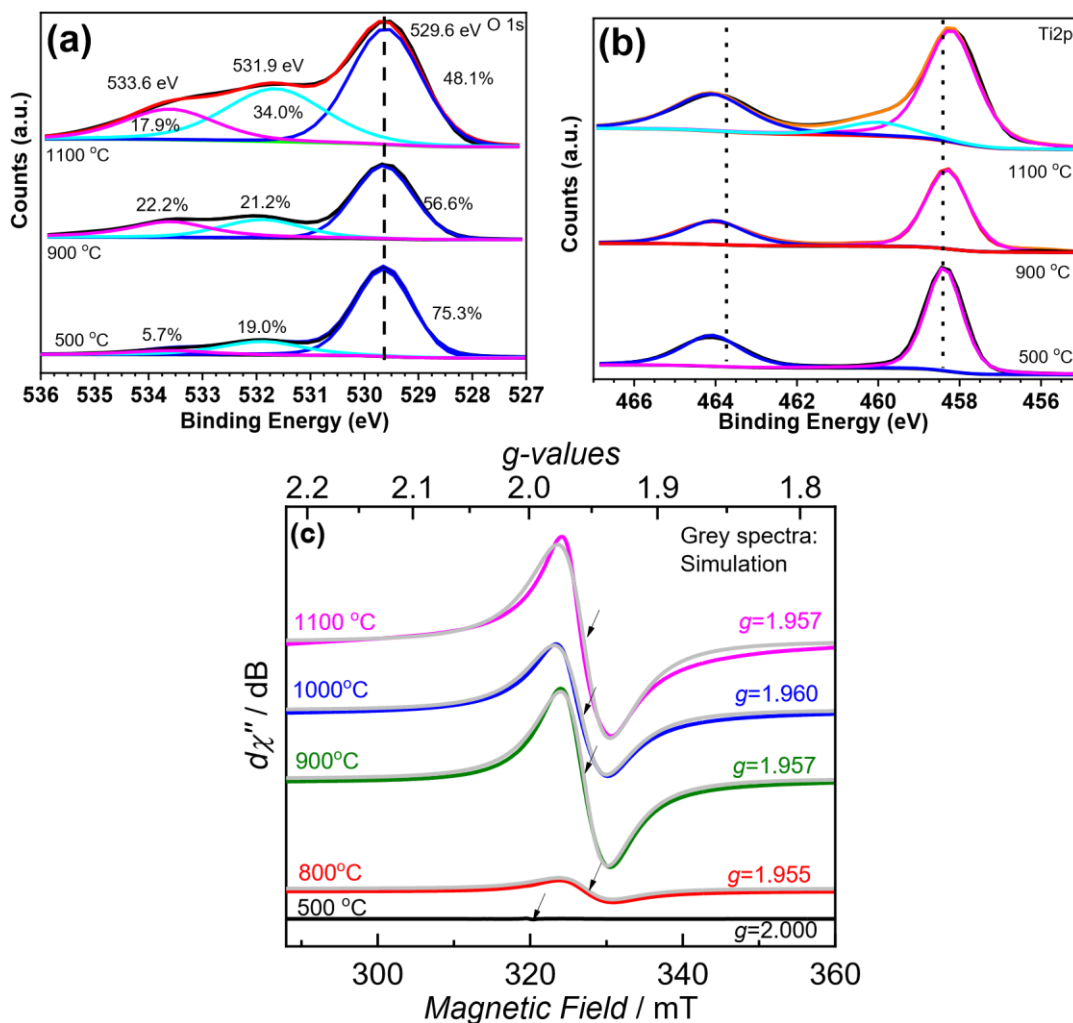 (a)
O 1s
529.6 eV
531.9 eV
533.6 eV
48.1%
34.0%
17.9%
1100 °C
22.2%
21.2%
56.6%
900 °C
5.7%
19.0%
75.3%
500 °C
Counts (a.u.)
536 535 534 533 532 531 530 529 528 527
Binding Energy (eV)
(b)
Ti2p
1100 °C
900 °C
500 °C
Counts (a.u.)
466 464 462 460 458 456
Binding Energy (eV)
g-values
2.2 2.1 2.0 1.9 1.8
(c)
Grey spectra:
Simulation
1100 °C
g=1.957
1000°C
g=1.960
900°C
g=1.957
800°C
g=1.955
500 °C
g=2.000
dχ'' / dB
300 320 340 360
Magnetic Field / mT